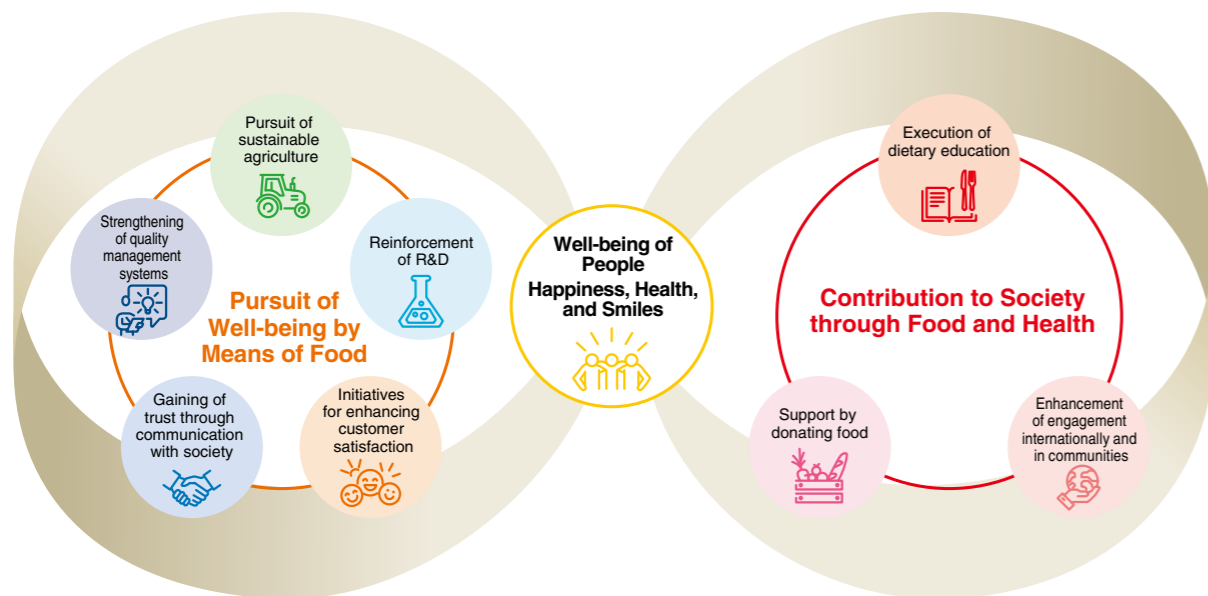 Pursuit of
sustainable
agriculture
Strengthening
of quality
management
systems
Reinforcement
of R&D
Pursuit of
Well-being by
Means of Food
Gaining of
trust through
communication
with society
Initiatives
for enhancing
customer
satisfaction
Well-being of
People
Happiness, Health,
and Smiles
Execution of
dietary education
Contribution to Society
through Food and Health
Support by
donating food
Enhancement
of engagement
internationally and
in communities